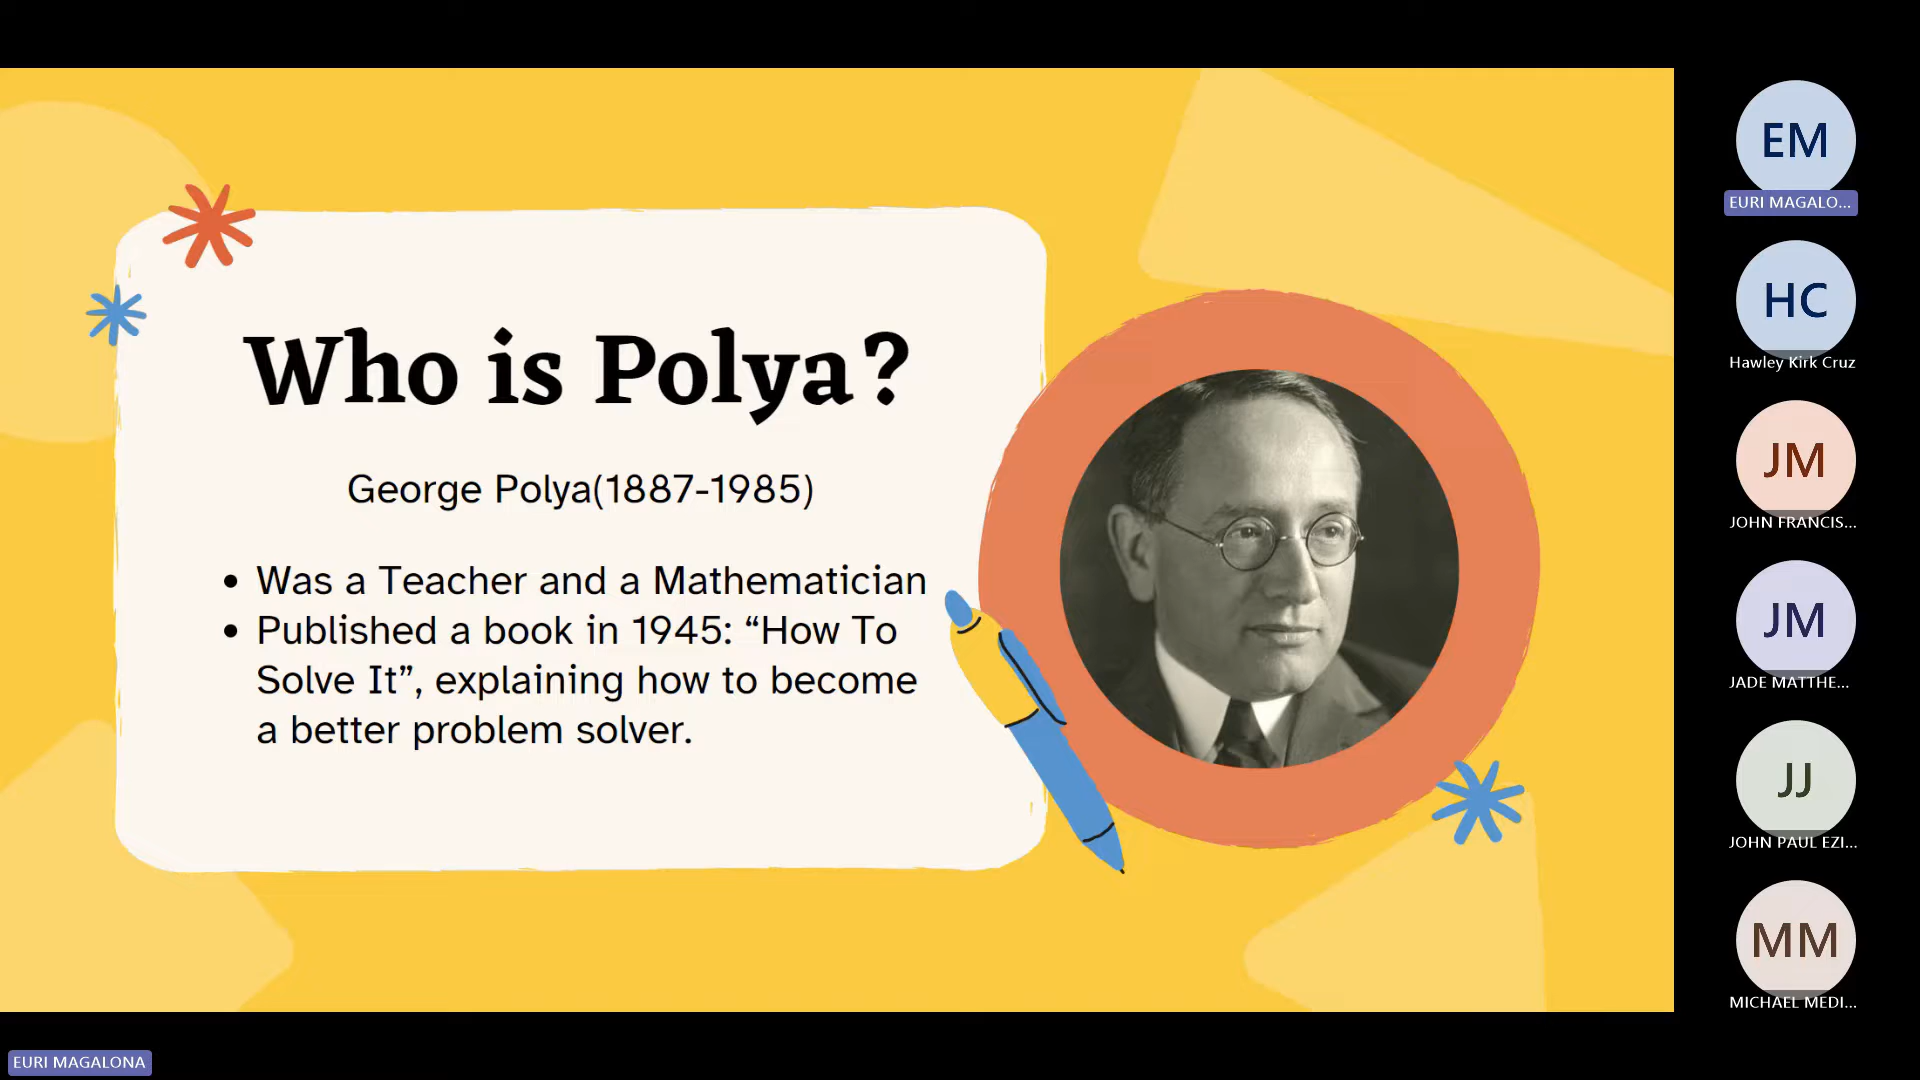 Who is Polya?
George Polya(1887-1985)
• Was a Teacher and a Mathematician
• Published a book in 1945: “How To
Solve It”, explaining how to become
a better problem solver.
EM
EURI MAGALO...
HC
Hawley Kirk Cruz
JM
JOHN FRANCIS...
JM
JADE MATTHE...
JJ
JOHN PAUL EZI...
MM
MICHAEL MEDI...
EURI MAGALONA